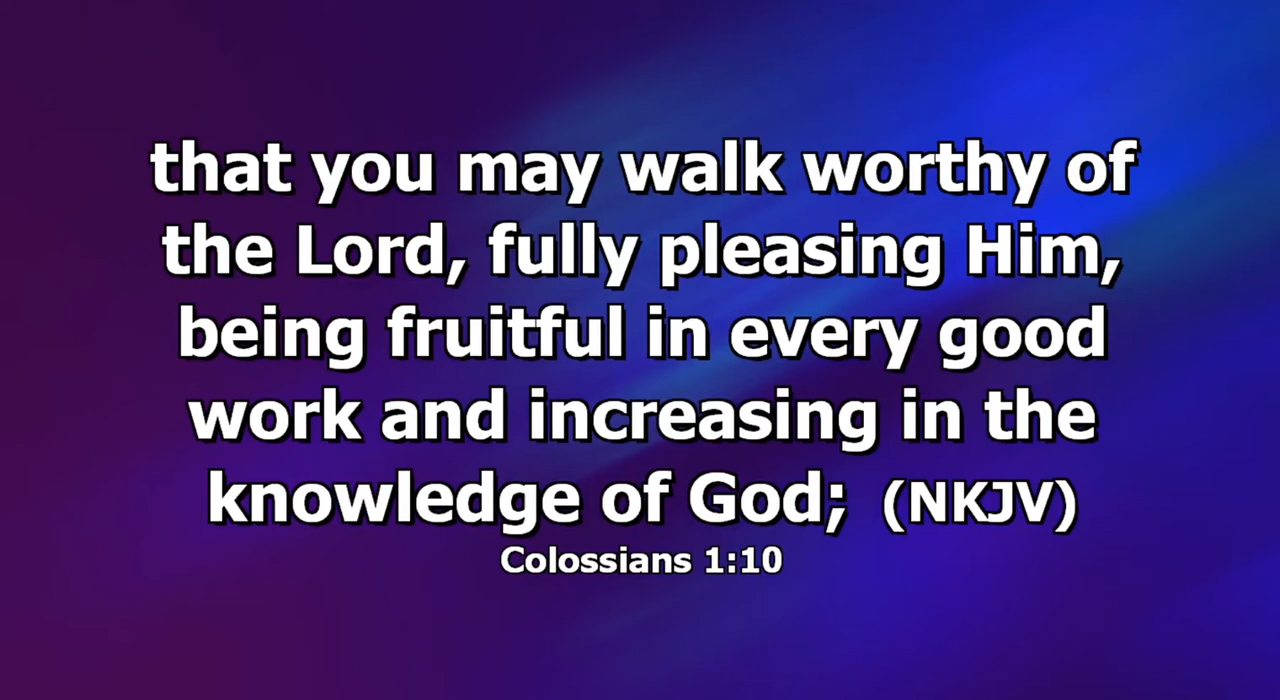 that you may walk worthy of
the Lord, fully pleasing Him,
being fruitful in every good
work and increasing in the
knowledge of God; (NKJV)
Colossians 1:10